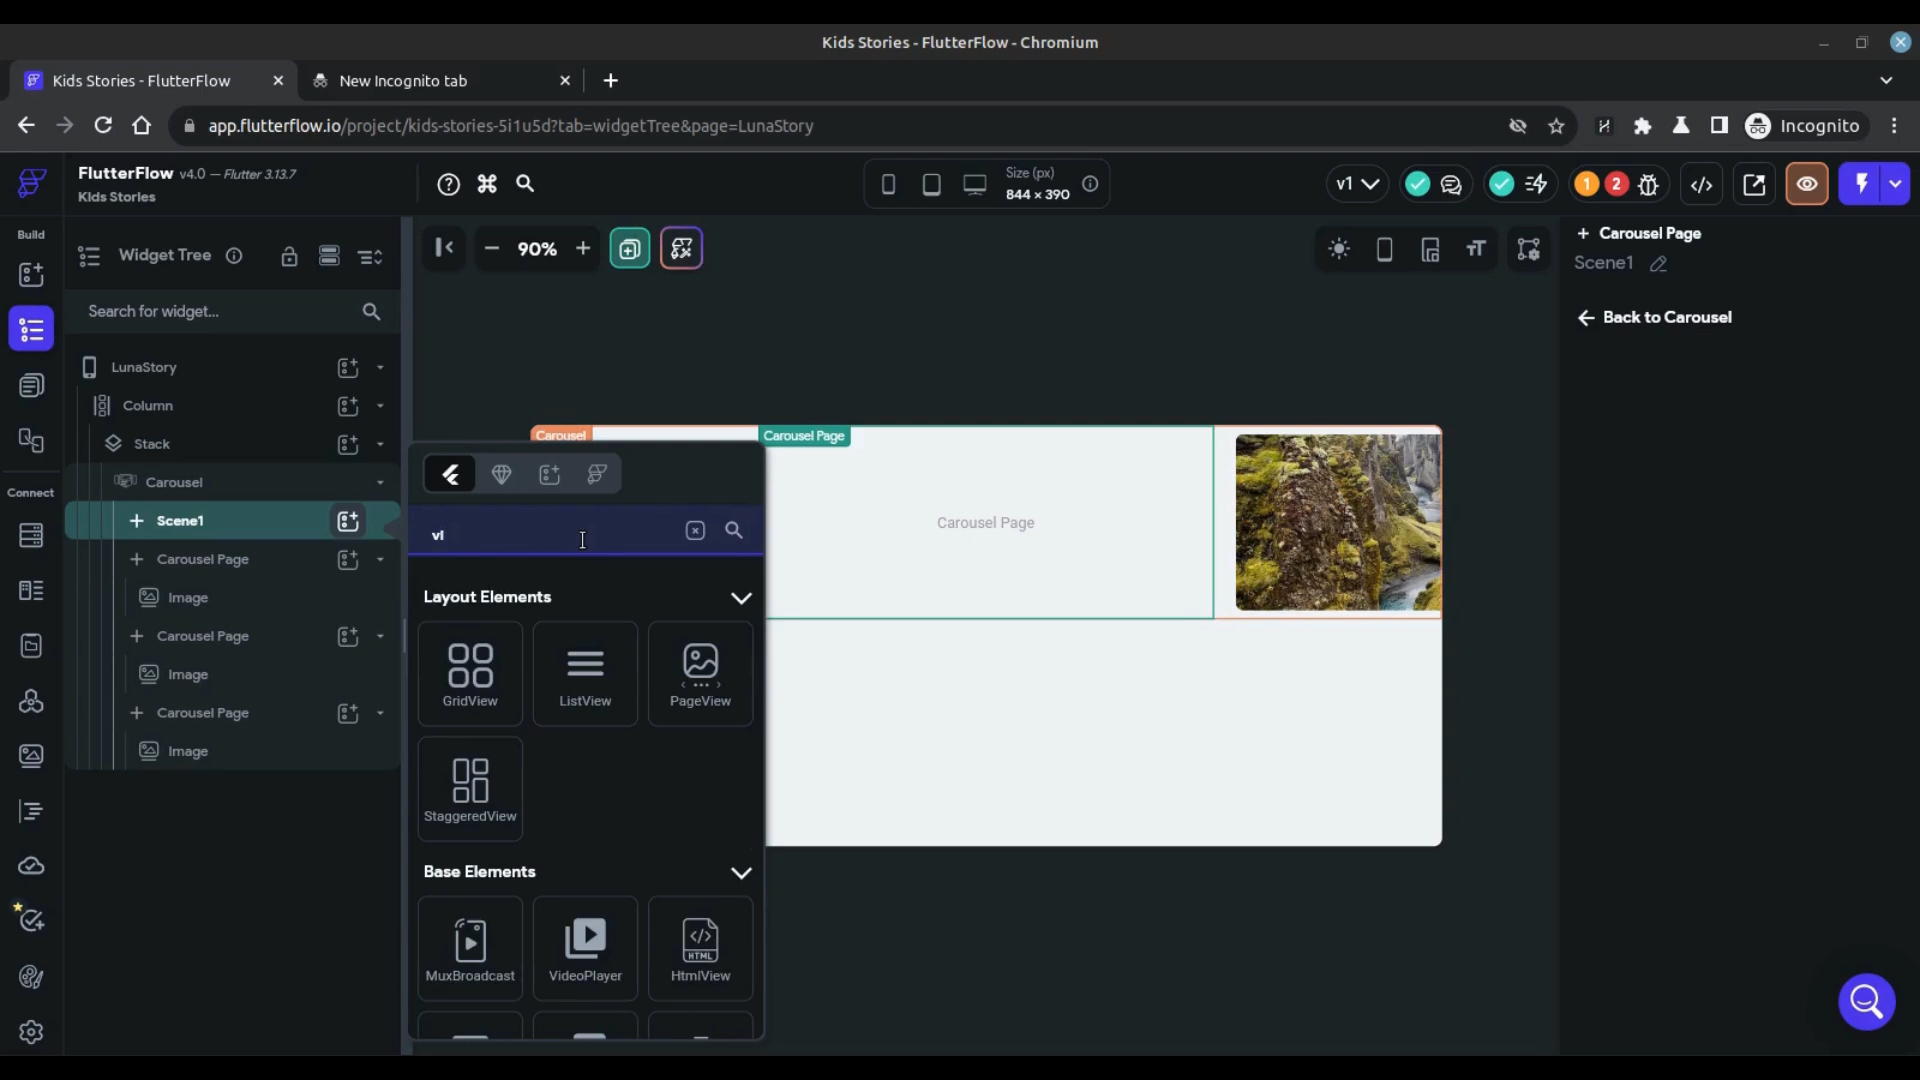 Kids Stories - FlutterFlow - Chromium
Kids Stories - FlutterFlow
New Incognito tab
app.flutterflow.io/project/kids-stories-5i1u5d?tab=widgetTree&page=LunaStory
Incognito
FlutterFlow v4.0 – Flutter 3.13.7
Kids Stories
Size (px)
844 × 390
v1
1
2
Build
Widget Tree
90%
+ Carousel Page
Scene1
Search for widget...
Back to Carousel
LunaStory
Column
Stack
Carousel
Carousel Page
Carousel
Connect
Scene1
vi
Carousel Page
Carousel Page
Image
Layout Elements
Carousel Page
Image
GridView
ListView
PageView
Carousel Page
Image
StaggeredView
Base Elements
HTML
MuxBroadcast
VideoPlayer
HtmlView